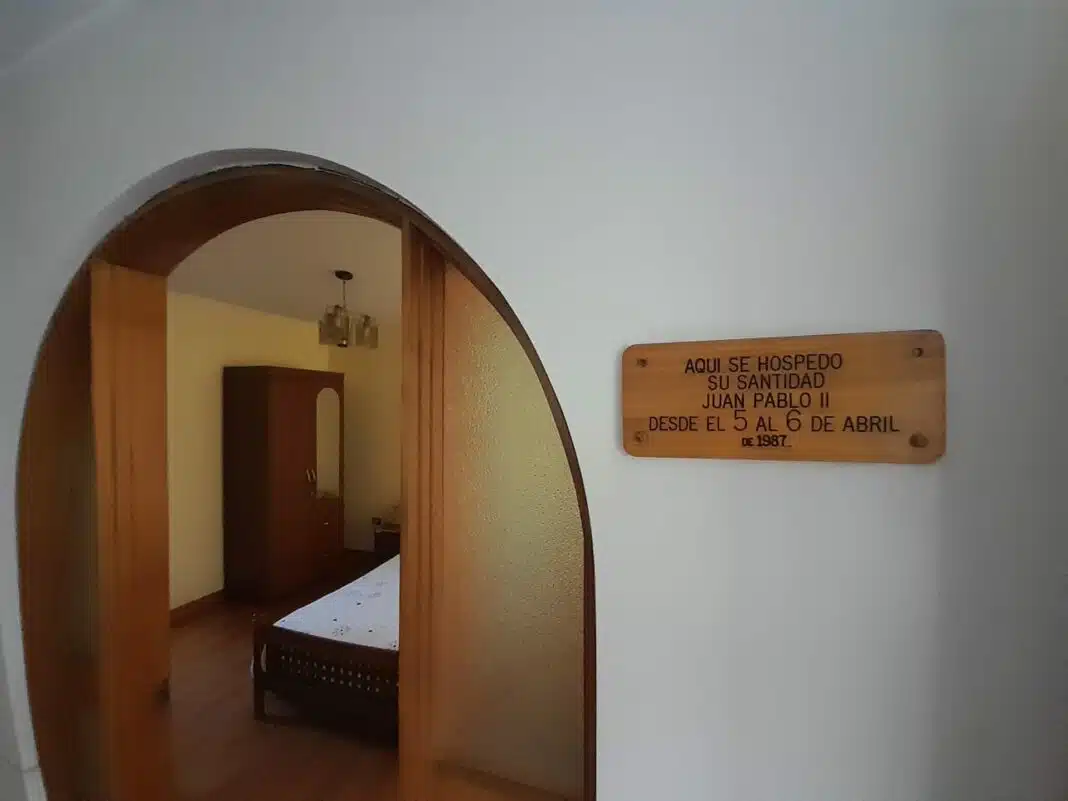 AQUI SE HOSPEDO
SU SANTIDAD
JUAN PABLO II
DESDE EL 5 AL 6 DE ABRIL
DE 1987.